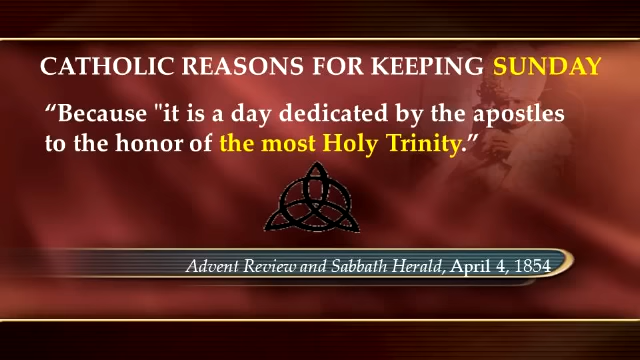 CATHOLIC REASONS FOR KEEPING SUNDAY
“Because "it is a day dedicated by the apostles
to the honor of the most Holy Trinity.”
Advent Review and Sabbath Herald, April 4, 1854